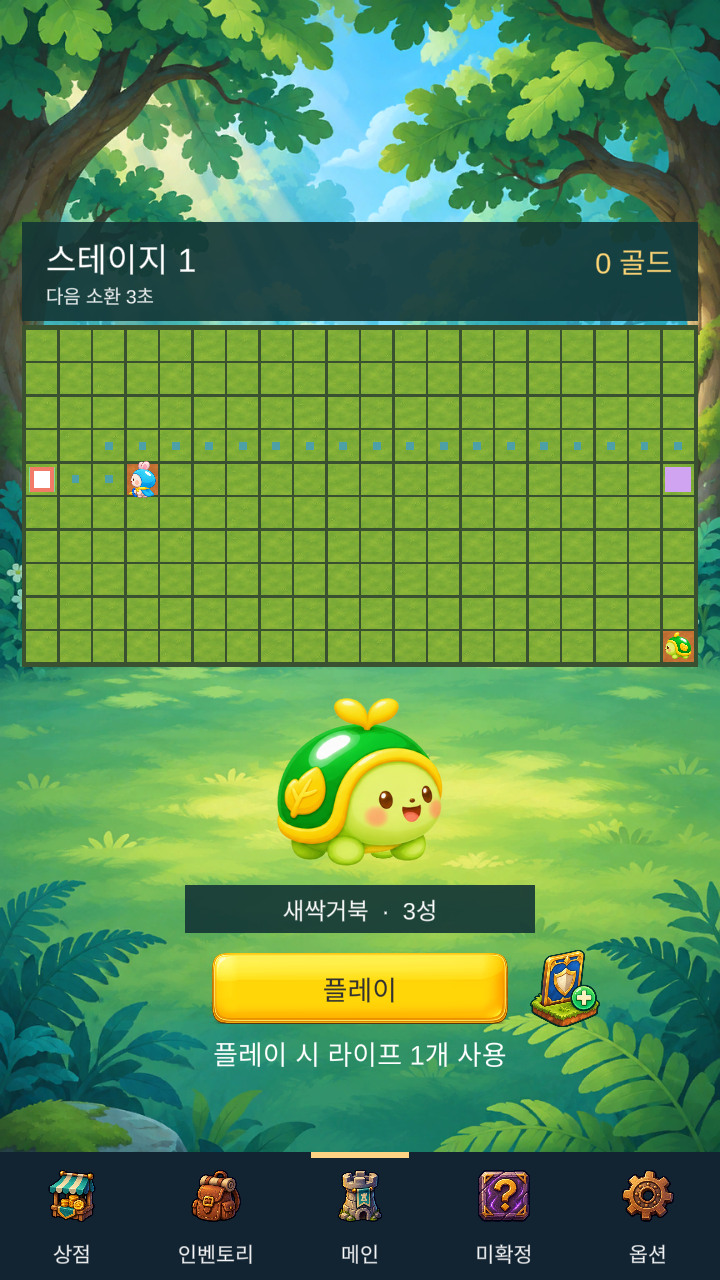 스테이지 1
0 골드
다음 소환 3초
새싹거북 · 3성
플레이
플레이 시 라이프 1개 사용
상점
인벤토리
메인
미확정
옵션